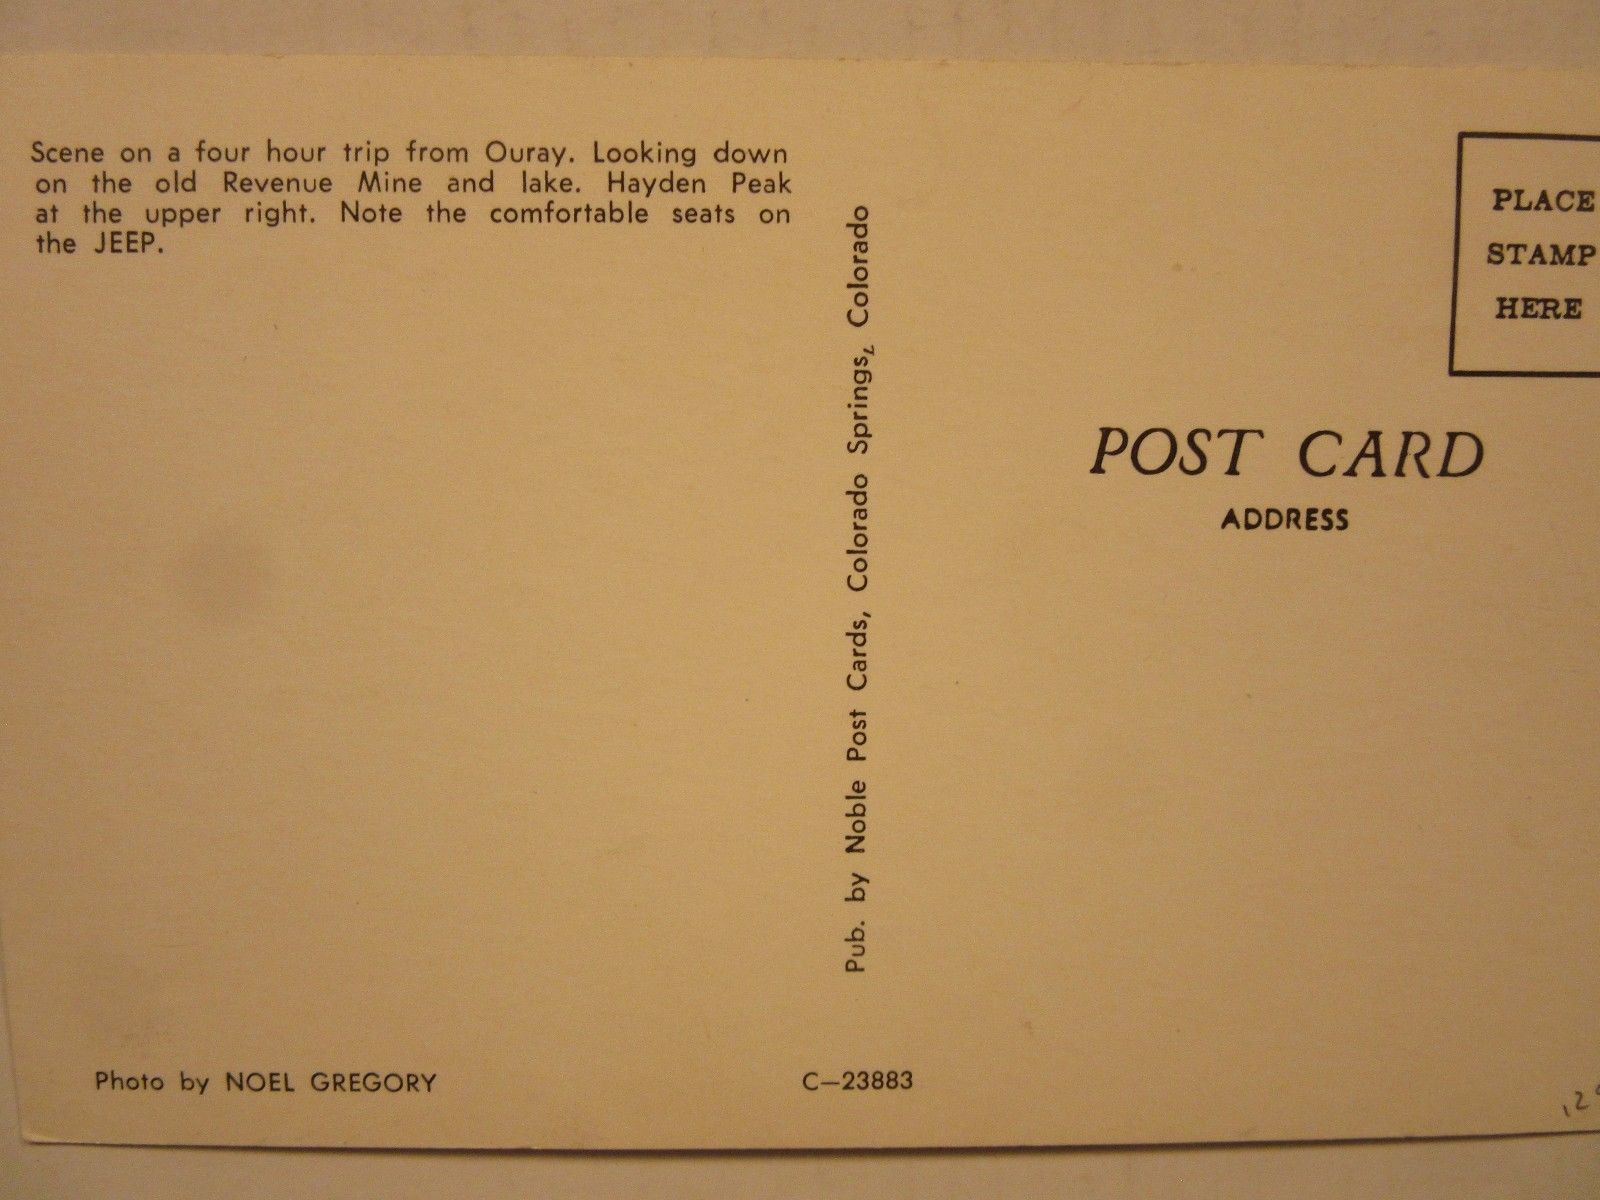 Scene on a four hour trip from Ouray. Looking down
on the old Revenue Mine and lake. Hayden Peak
at the upper right. Note the comfortable seats on
the JEEP.
Photo by NOEL GREGORY
Pub. by Noble Post Cards, Colorado Springs, Colorado
C—23883
PLACE
STAMP
HERE
POST CARD
ADDRESS